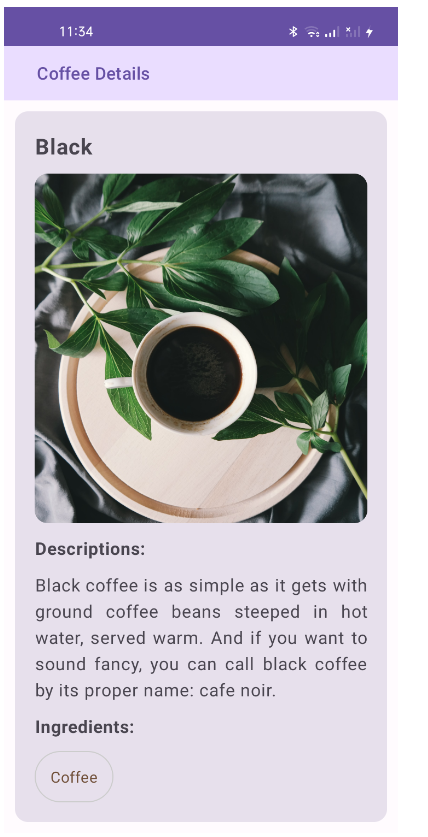 11:34
Coffee Details
Black
Descriptions:
Black coffee is as simple as it gets with
ground coffee beans steeped in hot
water, served warm. And if you want to
sound fancy, you can call black coffee
by its proper name: cafe noir.
Ingredients:
Coffee